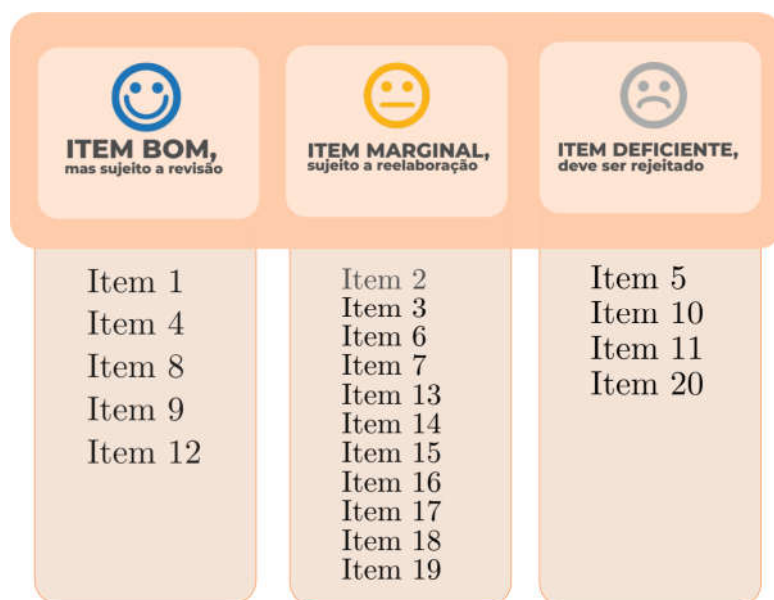 ITEM BOM,
mas sujeito a revisão
Item 1
Item 4
Item 8
Item 9
Item 12
ITEM MARGINAL,
sujeito a reelaboração
Item 2
Item 3
Item 6
Item 7
Item 13
Item 14
Item 15
Item 16
Item 17
Item 18
Item 19
ITEM DEFICIENTE,
deve ser rejeitado
Item 5
Item 10
Item 11
Item 20